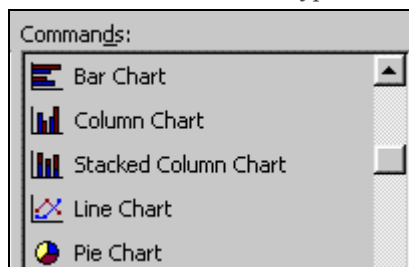 Commands:
Bar Chart
Column Chart
Stacked Column Chart
Line Chart
Pie Chart